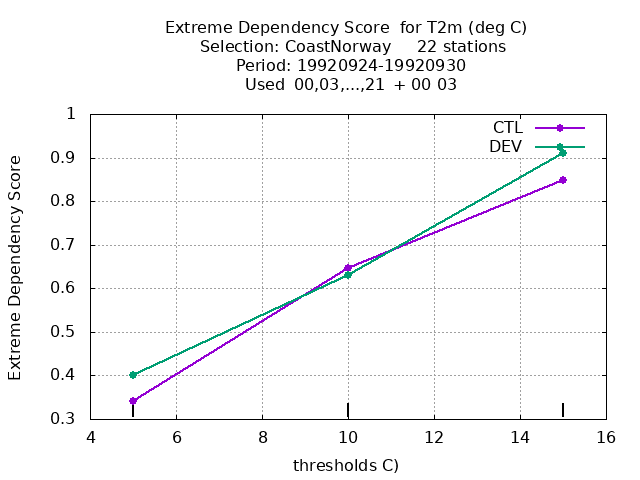 Extreme Dependency Score  for T2m (deg C)
Selection: CoastNorway     22 stations
Period: 19920924-19920930
Used  00,03,...,21  + 00 03
CTL
DEV
Extreme Dependency Score
1
0.9
0.8
0.7
0.6
0.5
0.4
0.3
4 6 8 10 12 14 16
thresholds C)